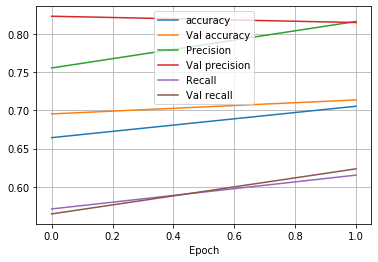 accuracy
Val accuracy
Precision
Val precision
Recall
Val recall
0.80
0.75
0.70
0.65
0.60
0.0 0.2 0.4 0.6 0.8 1.0
Epoch